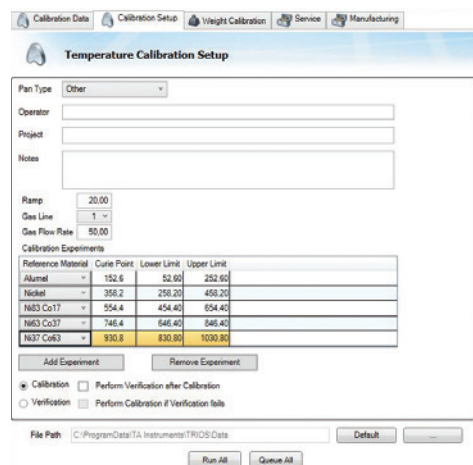 Calibration Data Calibration Setup Weight Calibration Service Manufacturing
Temperature Calibration Setup
Pan Type Other
Operator
Project
Notes
Ramp 20,00
Gas Line 1
Gas Flow Rate 50,00
Calibration Experiments
Reference Material Curie Point Lower Limit Upper Limit
Alumel 152,6 52,60 252,60
Nickel 358,2 258,20 458,20
Ni83 Co17 554,4 454,40 654,40
Ni63 Co37 746,4 646,40 846,40
Ni37 Co63 930,8 830,80 1030,80
Add Experiment Remove Experiment
Calibration Perform Verification after Calibration
Verification Perform Calibration if Verification fails
File Path C:\ProgramData\TA Instruments\TRIOS\Data Default ...
Run All Queue All